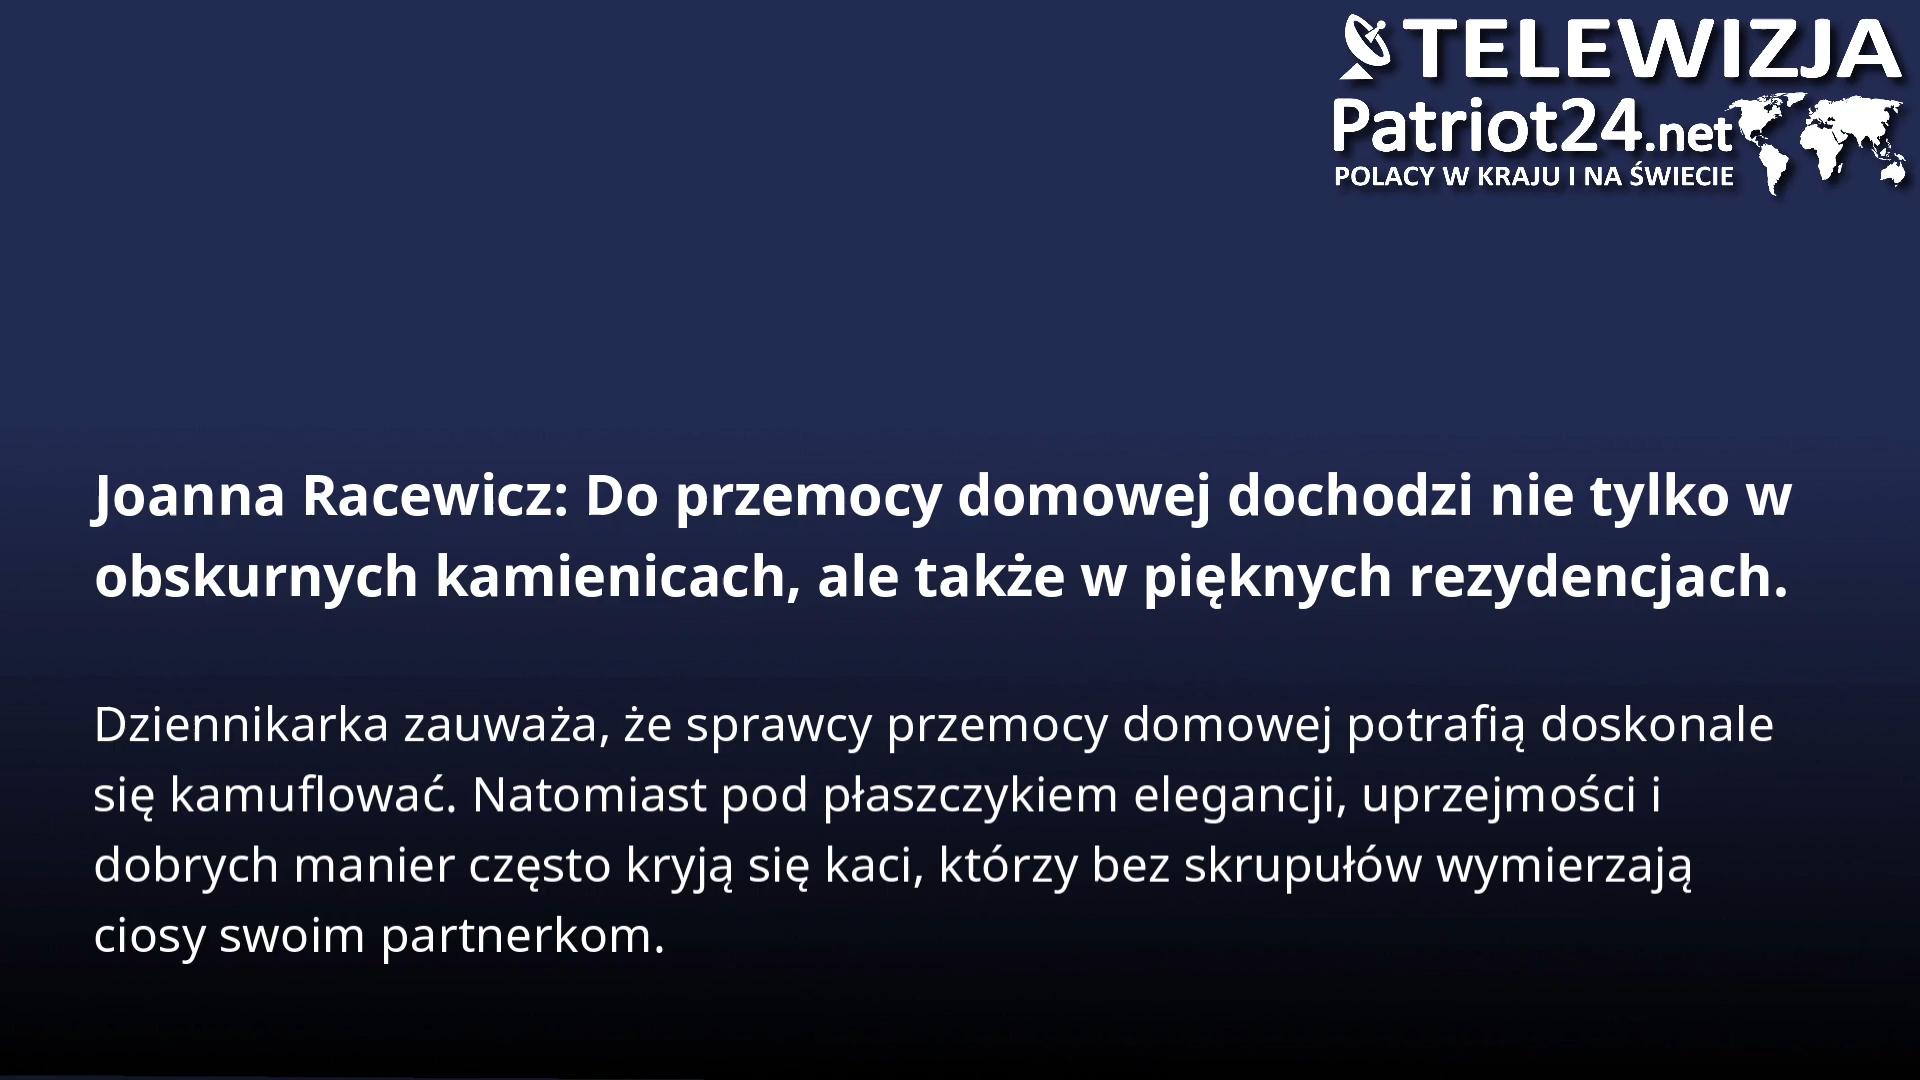 TELEWIZJA
Patriot24.net
POLACY W KRAJU I NA ŚWIECIE
Joanna Racewicz: Do przemocy domowej dochodzi nie tylko w
obskurnych kamienicach, ale także w pięknych rezydencjach.
Dziennikarka zauważa, że sprawcy przemocy domowej potrafią doskonale
się kamuflować. Natomiast pod płaszczykiem elegancji, uprzejmości i
dobrych manier często kryją się kaci, którzy bez skrupułów wymierzają
ciosy swoim partnerkom.